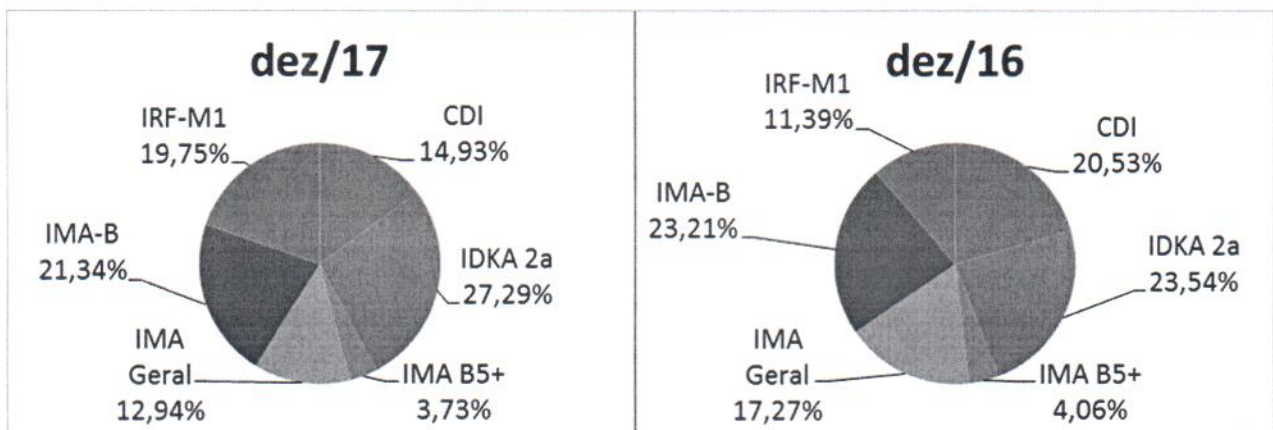 dez/17
IRF-M1
19,75%
CDI
14,93%
IMA-B
21,34%
IDKA 2a
27,29%
IMA
Geral
12,94%
IMA B5+
3,73%
dez/16
IRF-M1
11,39%
CDI
20,53%
IMA-B
23,21%
IDKA 2a
23,54%
IMA
Geral
17,27%
IMA B5+
4,06%